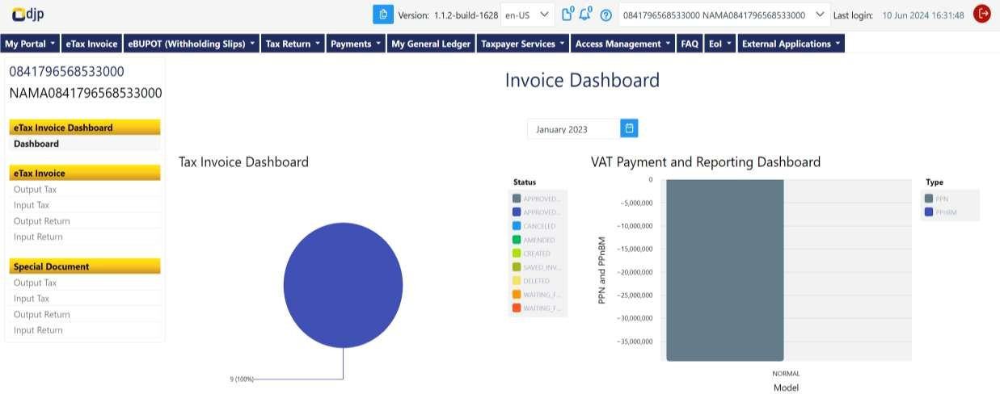 djp
Version: 1.1.2-build-1628
en-US
0
0
0841796568533000 NAMA0841796568533000
Last login: 10 Jun 2024 16:31:48
My Portal
eTax Invoice
eBUPOT (Withholding Slips)
Tax Return
Payments
My General Ledger
Taxpayer Services
Access Management
FAQ
EoI
External Applications
0841796568533000
NAMA0841796568533000
eTax Invoice Dashboard
Dashboard
eTax Invoice
Output Tax
Input Tax
Output Return
Input Return
Special Document
Output Tax
Input Tax
Output Return
Input Return
Invoice Dashboard
January 2023
Tax Invoice Dashboard
9 (100%)
Status
APPROVED...
APPROVED...
CANCELED
AMENDED
CREATED
SAVED_INV...
DELETED
WAITING_F...
WAITING_F...
VAT Payment and Reporting Dashboard
PPN and PPnBM
0
−5,000,000
−10,000,000
−15,000,000
−20,000,000
−25,000,000
−30,000,000
−35,000,000
NORMAL
Model
Type
PPN
PPnBM